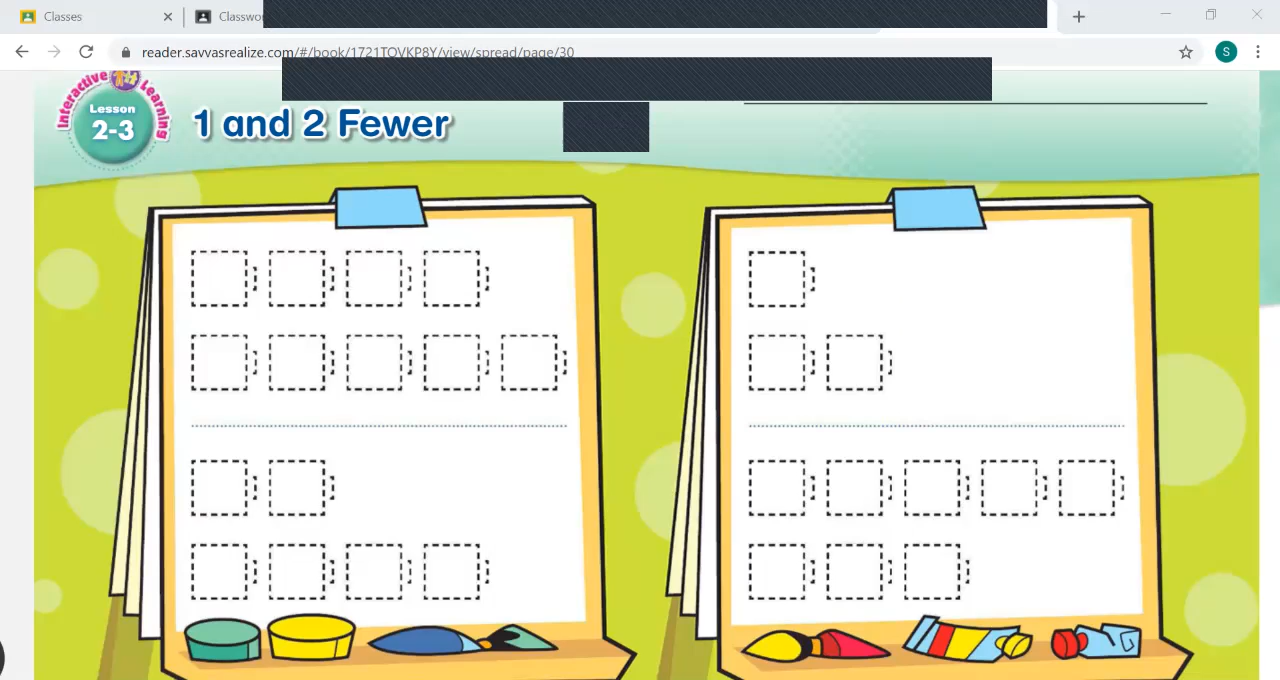 Classes
Classwo
reader.savvasrealize.com/#/book/1721TOVKP8Y/view/spread/page/30
S
Interactive Learning
Lesson
2-3
1 and 2 Fewer